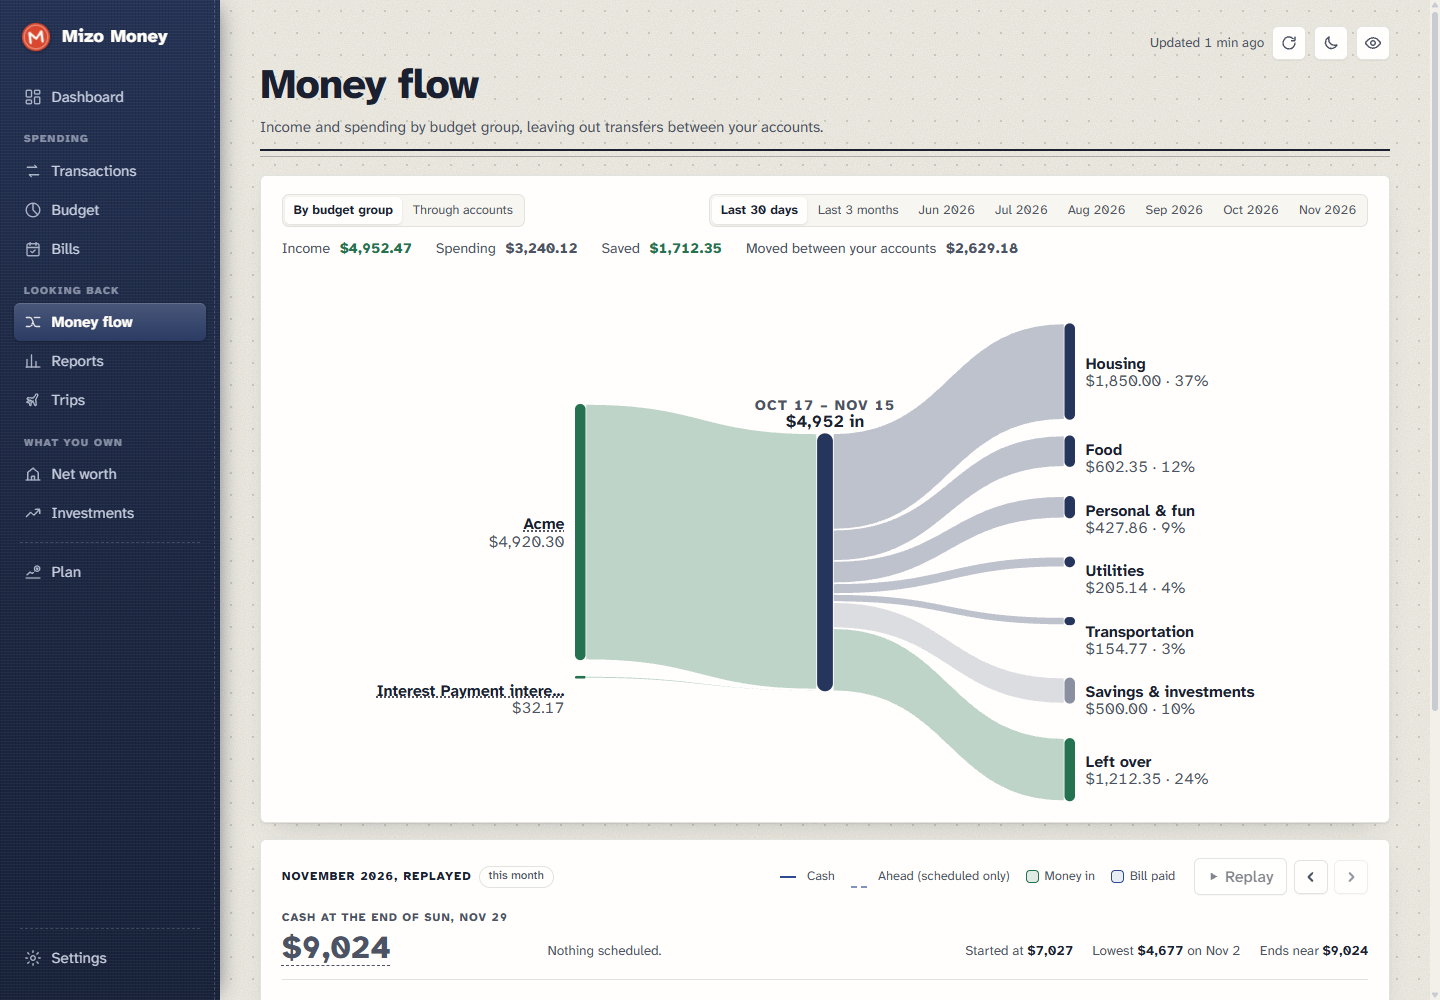 Mizo Money
Dashboard
SPENDING
Transactions
Budget
Bills
LOOKING BACK
Money flow
Reports
Trips
WHAT YOU OWN
Net worth
Investments
Plan
Settings
Updated 1 min ago
Money flow
Income and spending by budget group, leaving out transfers between your accounts.
By budget group Through accounts
Last 30 days Last 3 months Jun 2026 Jul 2026 Aug 2026 Sep 2026 Oct 2026 Nov 2026
Income $4,952.47 Spending $3,240.12 Saved $1,712.35 Moved between your accounts $2,629.18
OCT 17 – NOV 15
$4,952 in
Acme
$4,920.30
Interest Payment intere...
$32.17
Housing
$1,850.00 · 37%
Food
$602.35 · 12%
Personal & fun
$427.86 · 9%
Utilities
$205.14 · 4%
Transportation
$154.77 · 3%
Savings & investments
$500.00 · 10%
Left over
$1,212.35 · 24%
NOVEMBER 2026, REPLAYED this month
Cash Ahead (scheduled only) Money in Bill paid Replay
CASH AT THE END OF SUN, NOV 29
$9,024
Nothing scheduled.
Started at $7,027 Lowest $4,677 on Nov 2 Ends near $9,024